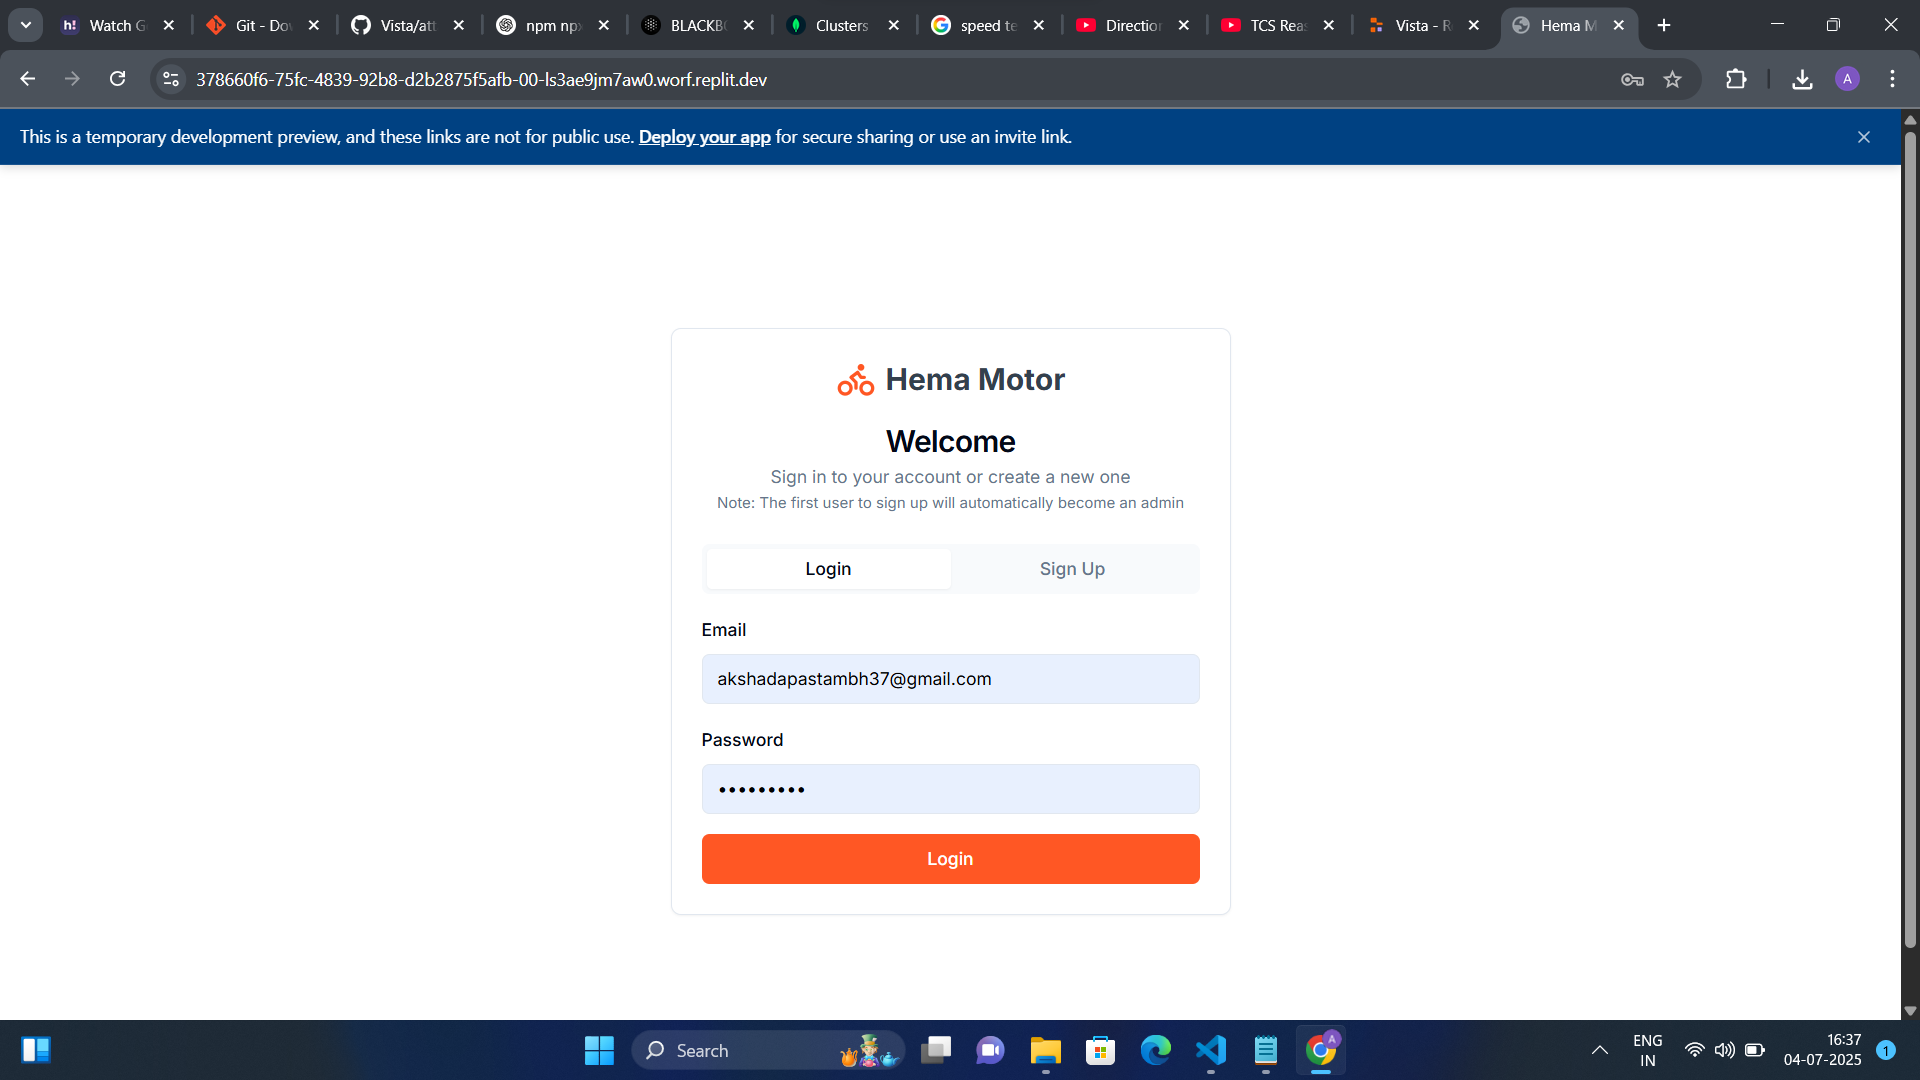 Watch G
Git - Do
Vista/att
npm npx
BLACKB
Clusters
speed te
Direction
TCS Reas
Vista - R
Hema M
378660f6-75fc-4839-92b8-d2b2875f5afb-00-ls3ae9jm7aw0.worf.replit.dev
A
This is a temporary development preview, and these links are not for public use. Deploy your app for secure sharing or use an invite link.
Hema Motor
Welcome
Sign in to your account or create a new one
Note: The first user to sign up will automatically become an admin
Login
Sign Up
Email
akshadapastambh37@gmail.com
Password
Login
Search
A
ENG
IN
16:37
04-07-2025
1